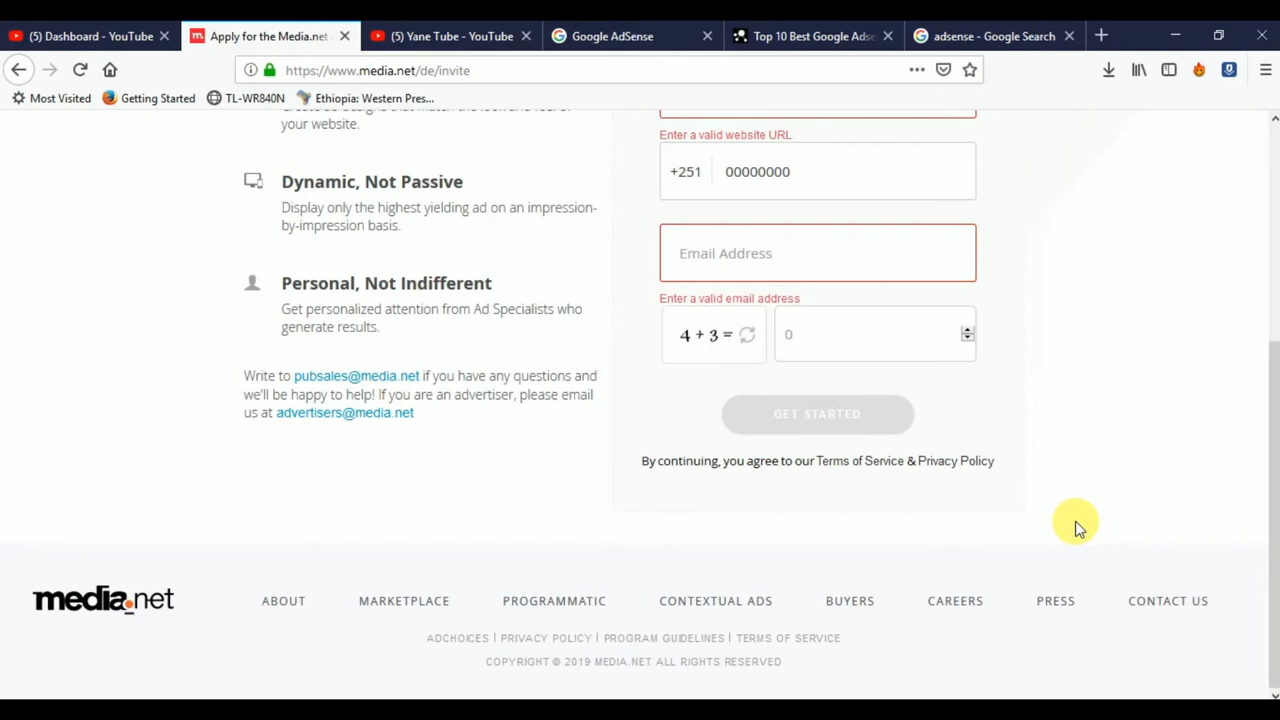 (5) Dashboard - YouTube
Apply for the Media.net
(5) Yane Tube - YouTube
Google AdSense
Top 10 Best Google Adse
adsense - Google Search
https://www.media.net/de/invite
Most Visited
Getting Started
TL-WR840N
Ethiopia: Western Pres...
your website.
Dynamic, Not Passive
Display only the highest yielding ad on an impression-
by-impression basis.
Personal, Not Indifferent
Get personalized attention from Ad Specialists who
generate results.
Write to pubsales@media.net if you have any questions and
we'll be happy to help! If you are an advertiser, please email
us at advertisers@media.net
Enter a valid website URL
+251 00000000
Email Address
Enter a valid email address
4 + 3 = 0
GET STARTED
By continuing, you agree to our Terms of Service & Privacy Policy
media.net
ABOUT
MARKETPLACE
PROGRAMMATIC
CONTEXTUAL ADS
BUYERS
CAREERS
PRESS
CONTACT US
ADCHOICES | PRIVACY POLICY | PROGRAM GUIDELINES | TERMS OF SERVICE
COPYRIGHT © 2019 MEDIA.NET ALL RIGHTS RESERVED